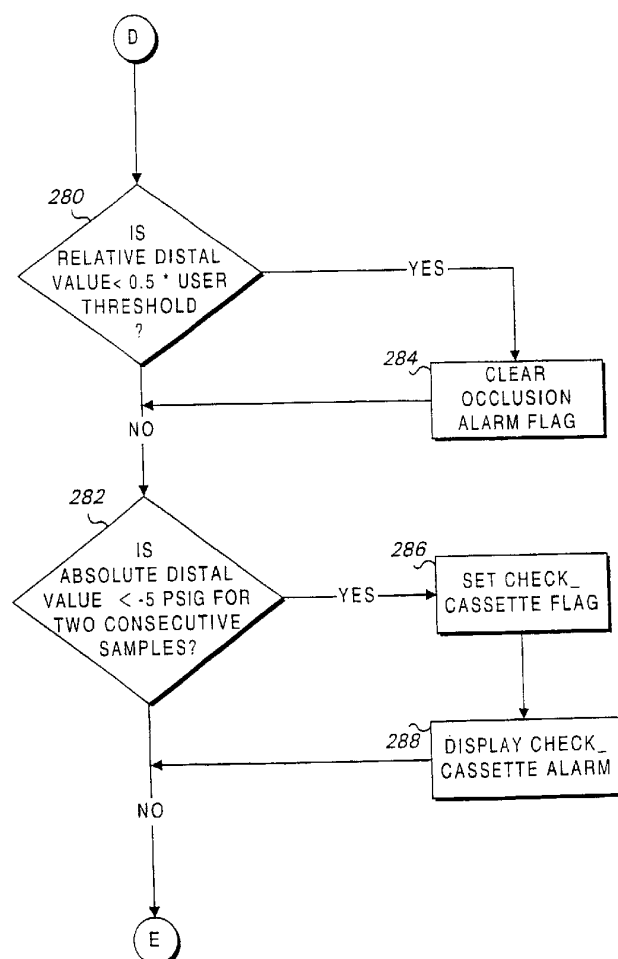 D
280
IS
RELATIVE DISTAL
VALUE< 0.5 * USER
THRESHOLD
?
YES
284
CLEAR
OCCLUSION
ALARM FLAG
NO
282
IS
ABSOLUTE DISTAL
VALUE < -5 PSIG FOR
TWO CONSECUTIVE
SAMPLES?
YES
286
SET CHECK_
CASSETTE FLAG
288
DISPLAY CHECK_
CASSETTE ALARM
NO
E